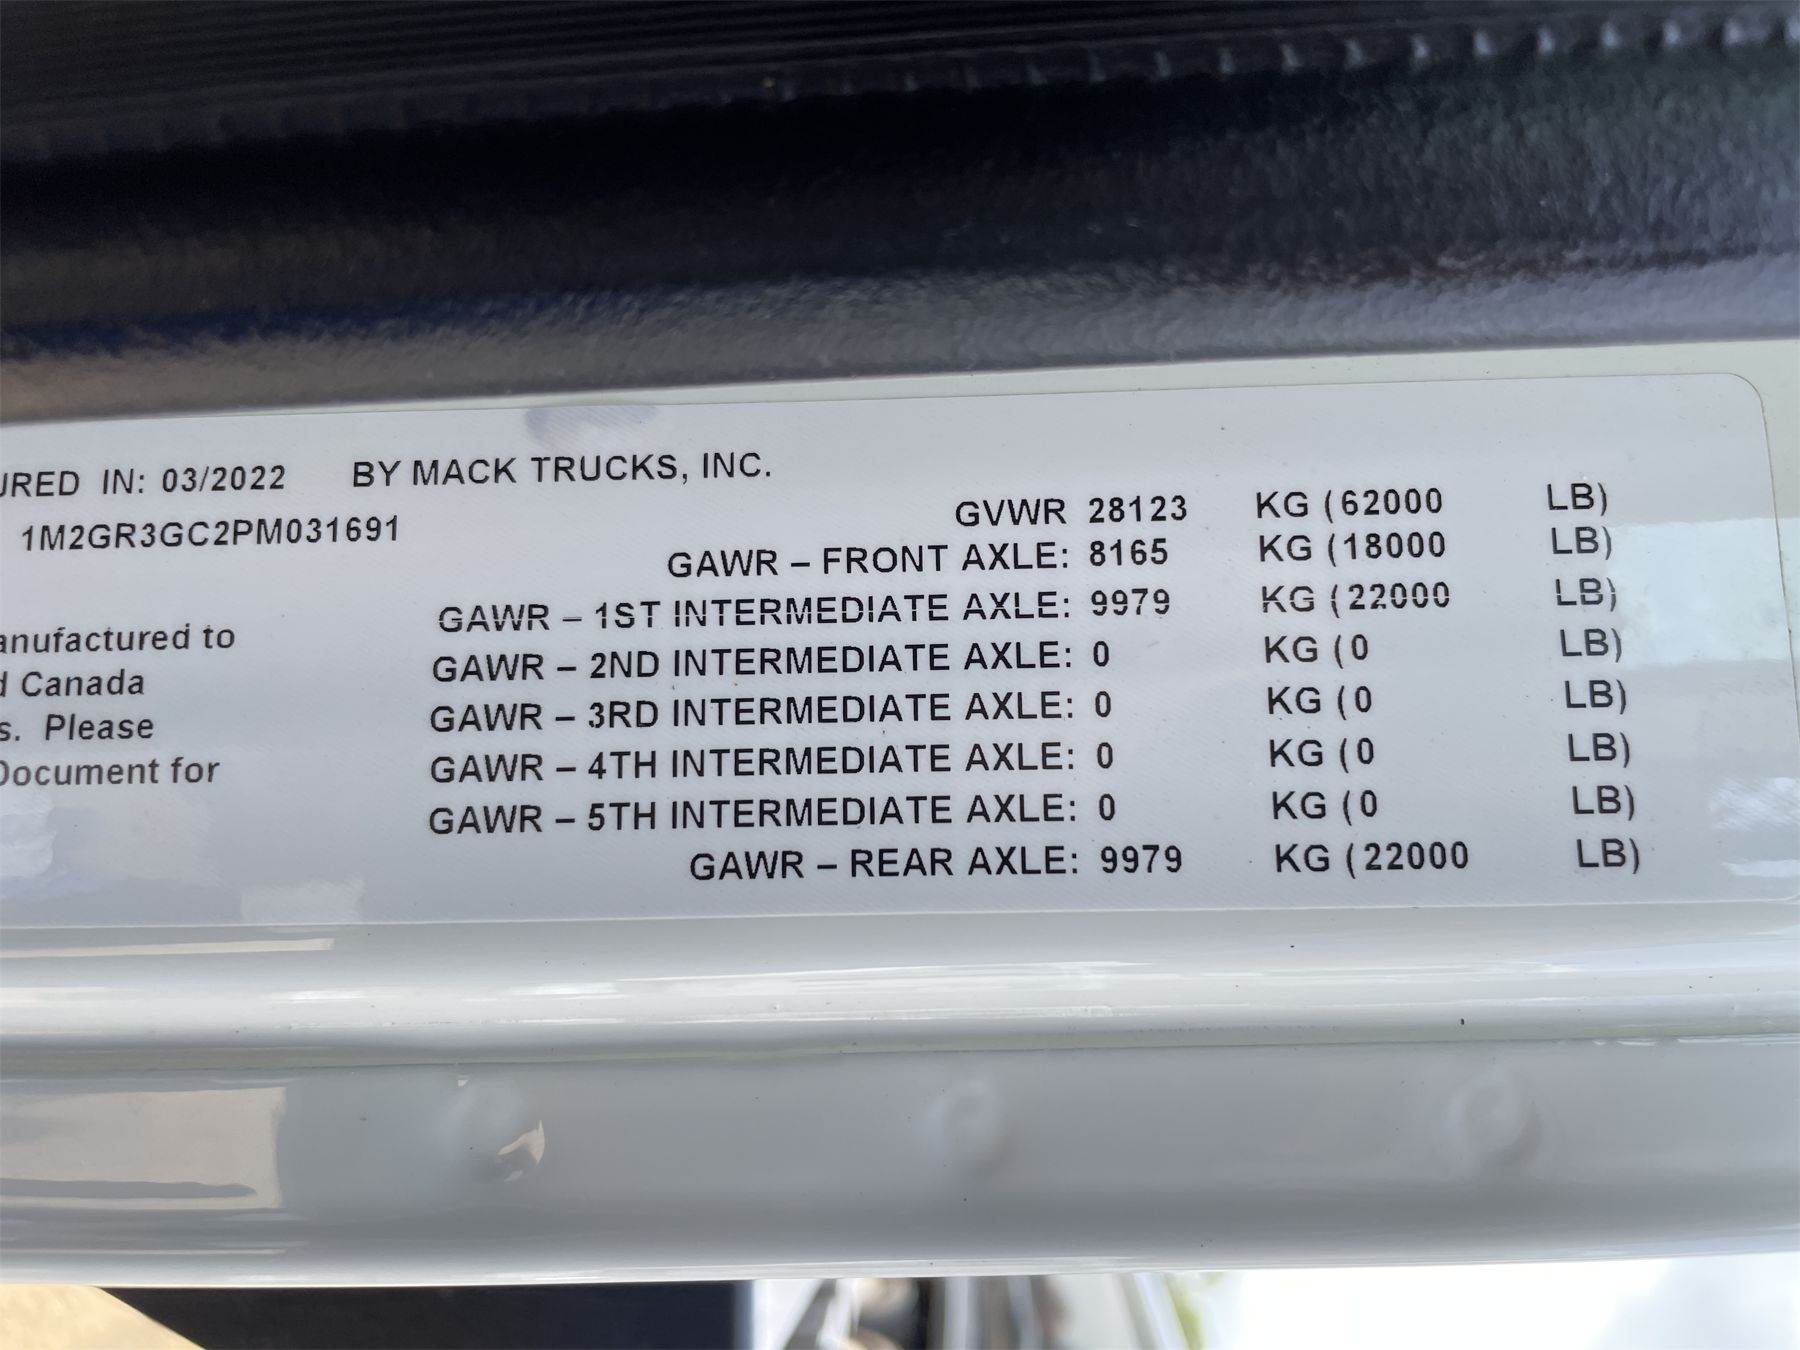 URED IN: 03/2022 BY MACK TRUCKS, INC.
1M2GR3GC2PM031691
GVWR 28123 KG (62000 LB)
GAWR – FRONT AXLE: 8165 KG (18000 LB)
GAWR – 1ST INTERMEDIATE AXLE: 9979 KG (22000 LB)
anufactured to
GAWR – 2ND INTERMEDIATE AXLE: 0 KG (0 LB)
d Canada
GAWR – 3RD INTERMEDIATE AXLE: 0 KG (0 LB)
s. Please
GAWR – 4TH INTERMEDIATE AXLE: 0 KG (0 LB)
Document for
GAWR – 5TH INTERMEDIATE AXLE: 0 KG (0 LB)
GAWR – REAR AXLE: 9979 KG (22000 LB)